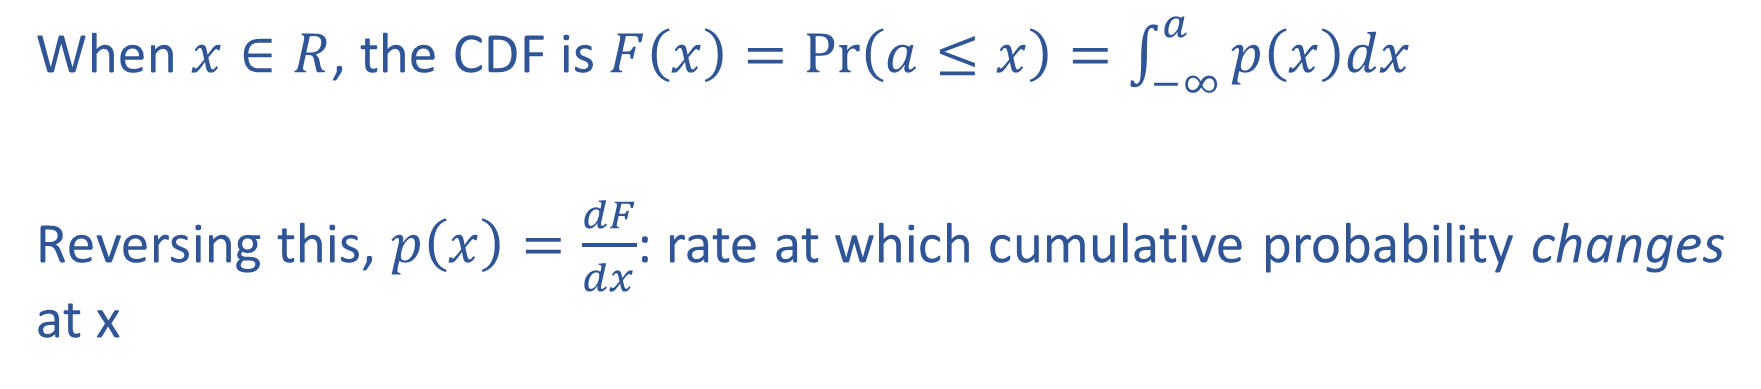 When x ∈ R, the CDF is F(x) = Pr(a ≤ x) = ∫_{−∞}^{a} p(x)dx
Reversing this, p(x) = dF/dx: rate at which cumulative probability changes
at x